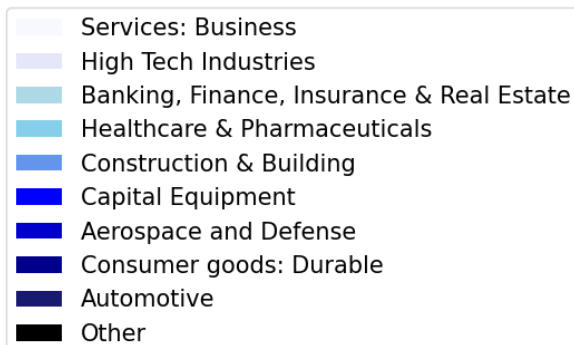 Services: Business
High Tech Industries
Banking, Finance, Insurance & Real Estate
Healthcare & Pharmaceuticals
Construction & Building
Capital Equipment
Aerospace and Defense
Consumer goods: Durable
Automotive
Other